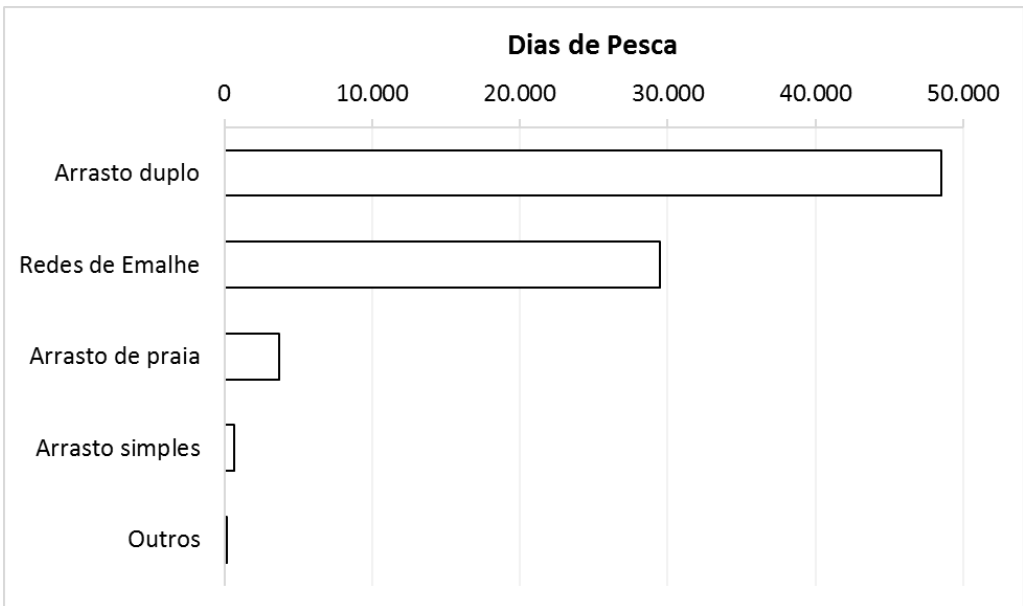 Dias de Pesca
0 10.000 20.000 30.000 40.000 50.000
Arrasto duplo
Redes de Emalhe
Arrasto de praia
Arrasto simples
Outros